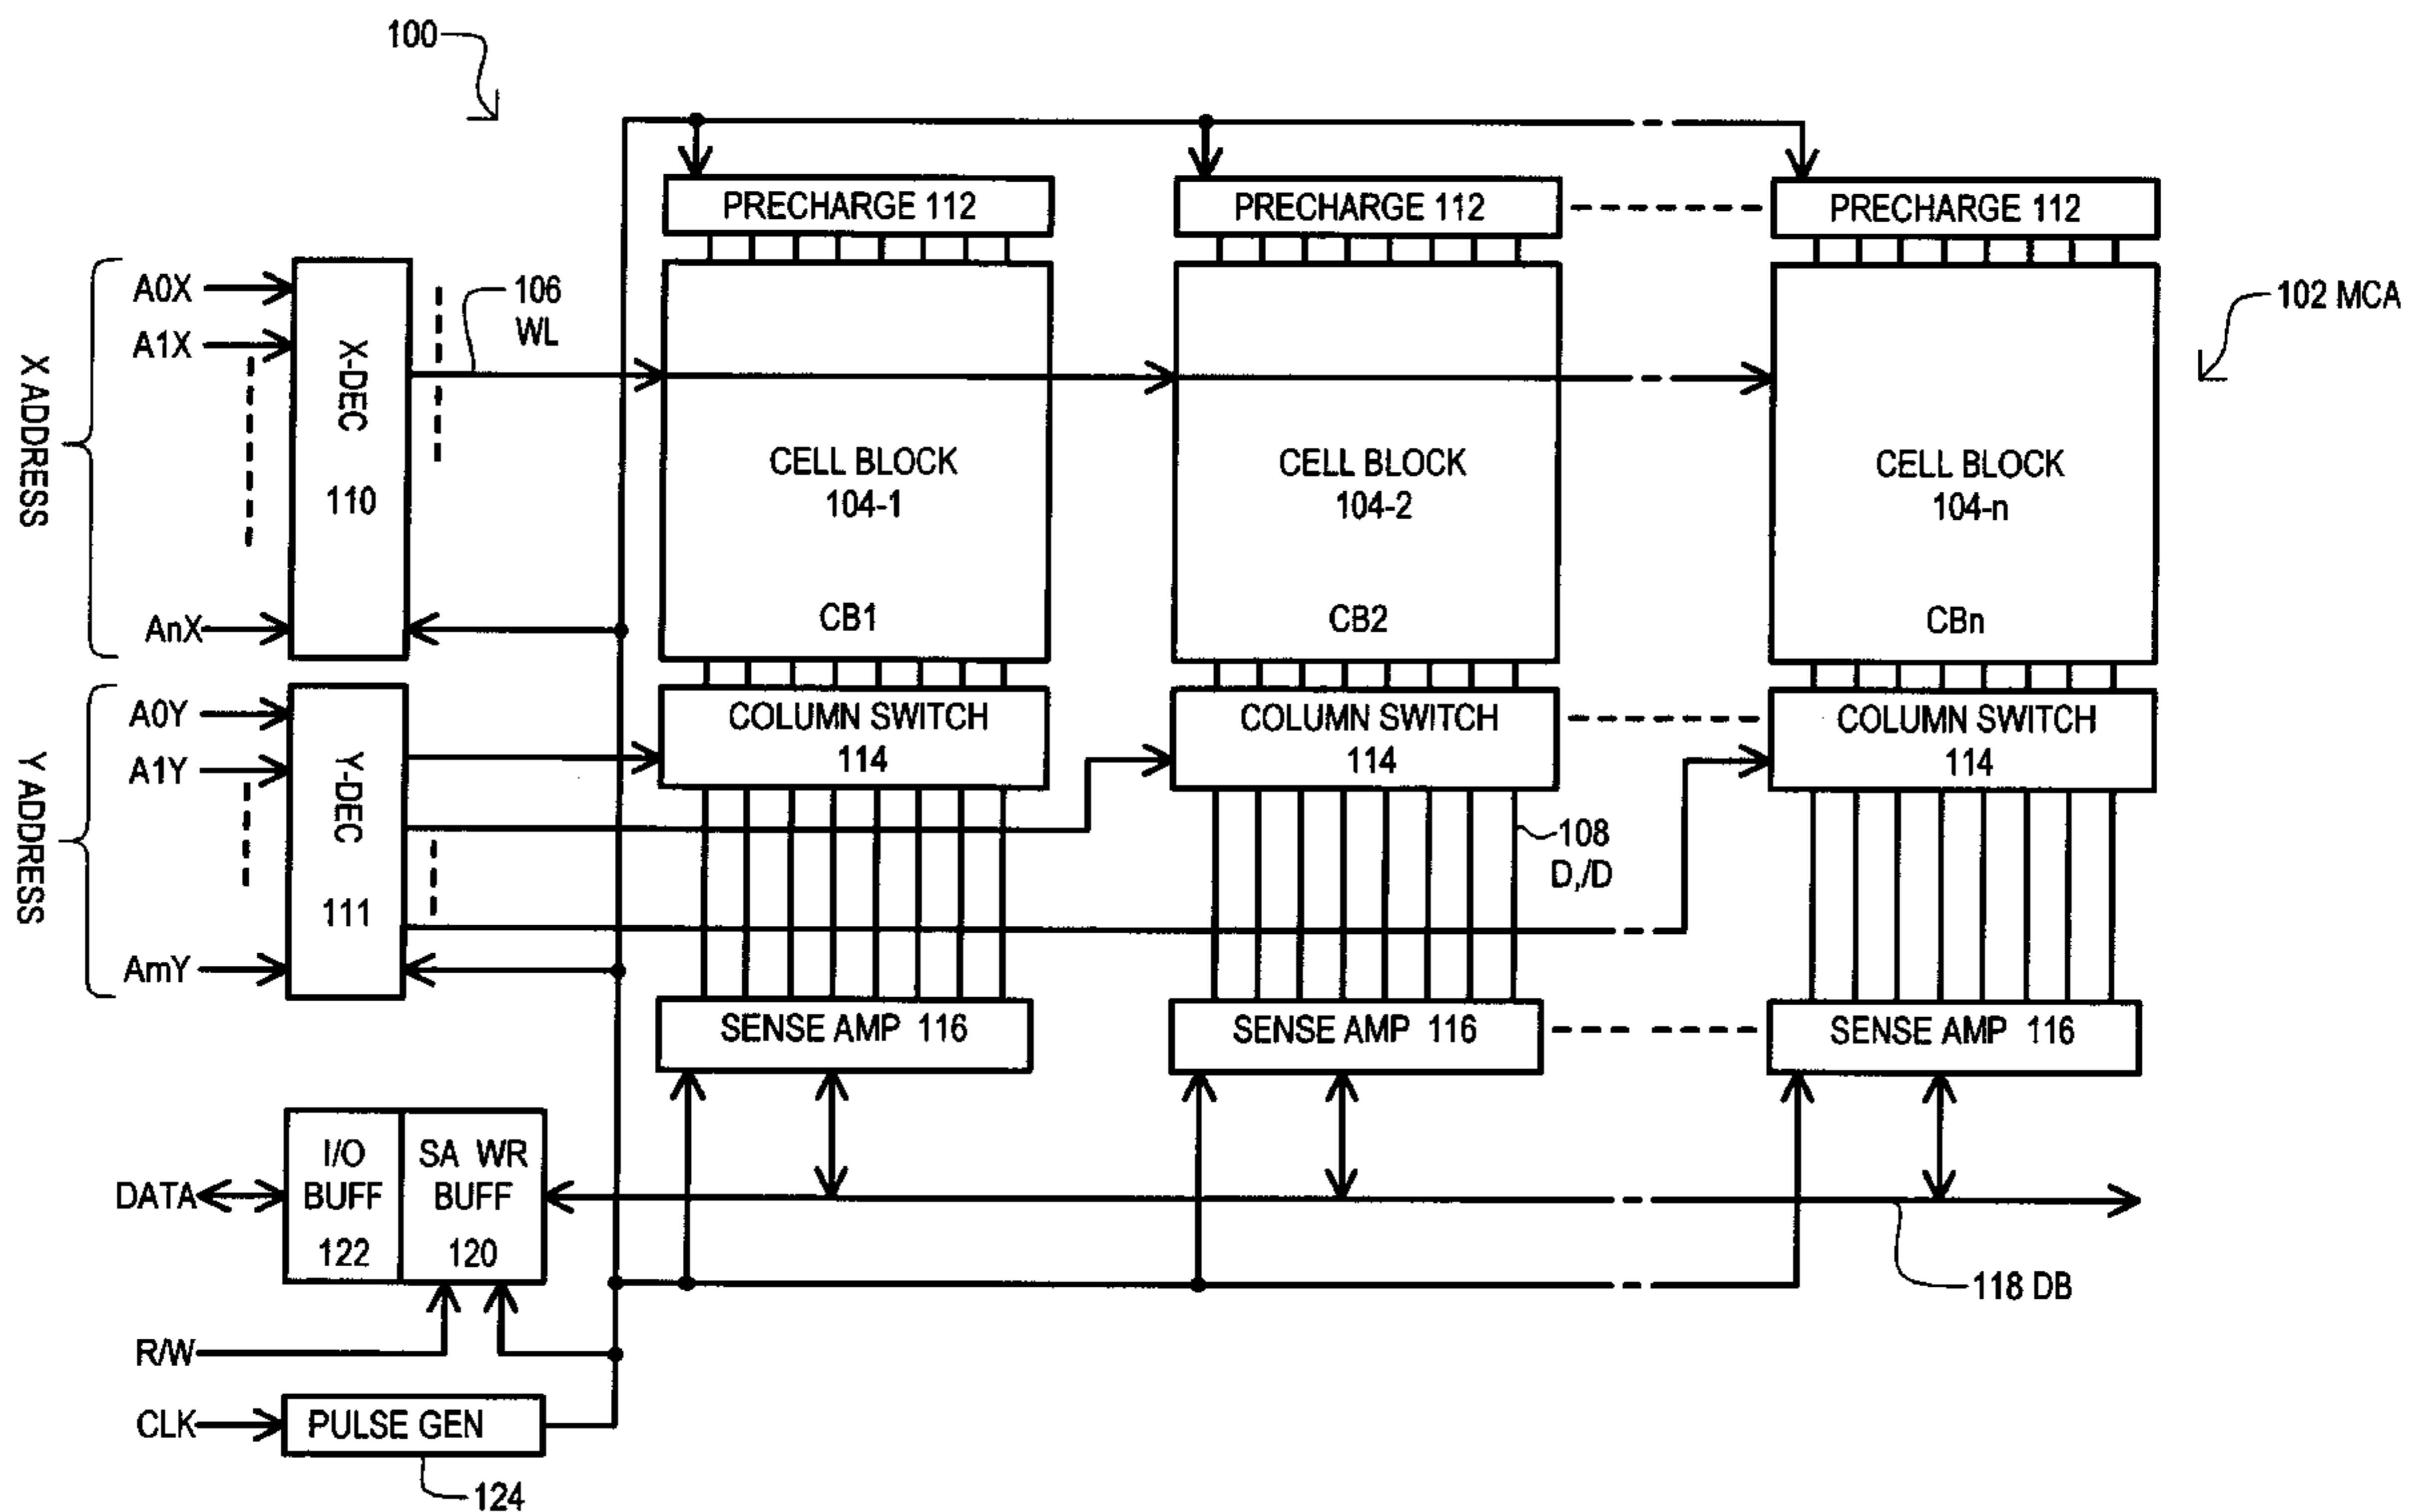 100
PRECHARGE 112
PRECHARGE 112
PRECHARGE 112
X ADDRESS
A0X
A1X
AnX
X-DEC
110
106
WL
CELL BLOCK
104-1
CB1
CELL BLOCK
104-2
CB2
CELL BLOCK
104-n
CBn
102 MCA
Y ADDRESS
A0Y
A1Y
AmY
Y-DEC
111
COLUMN SWITCH
114
COLUMN SWITCH
114
COLUMN SWITCH
114
108
D,/D
SENSE AMP 116
SENSE AMP 116
SENSE AMP 116
DATA
I/O
BUFF
122
SA WR
BUFF
120
118 DB
R/W
CLK
PULSE GEN
124